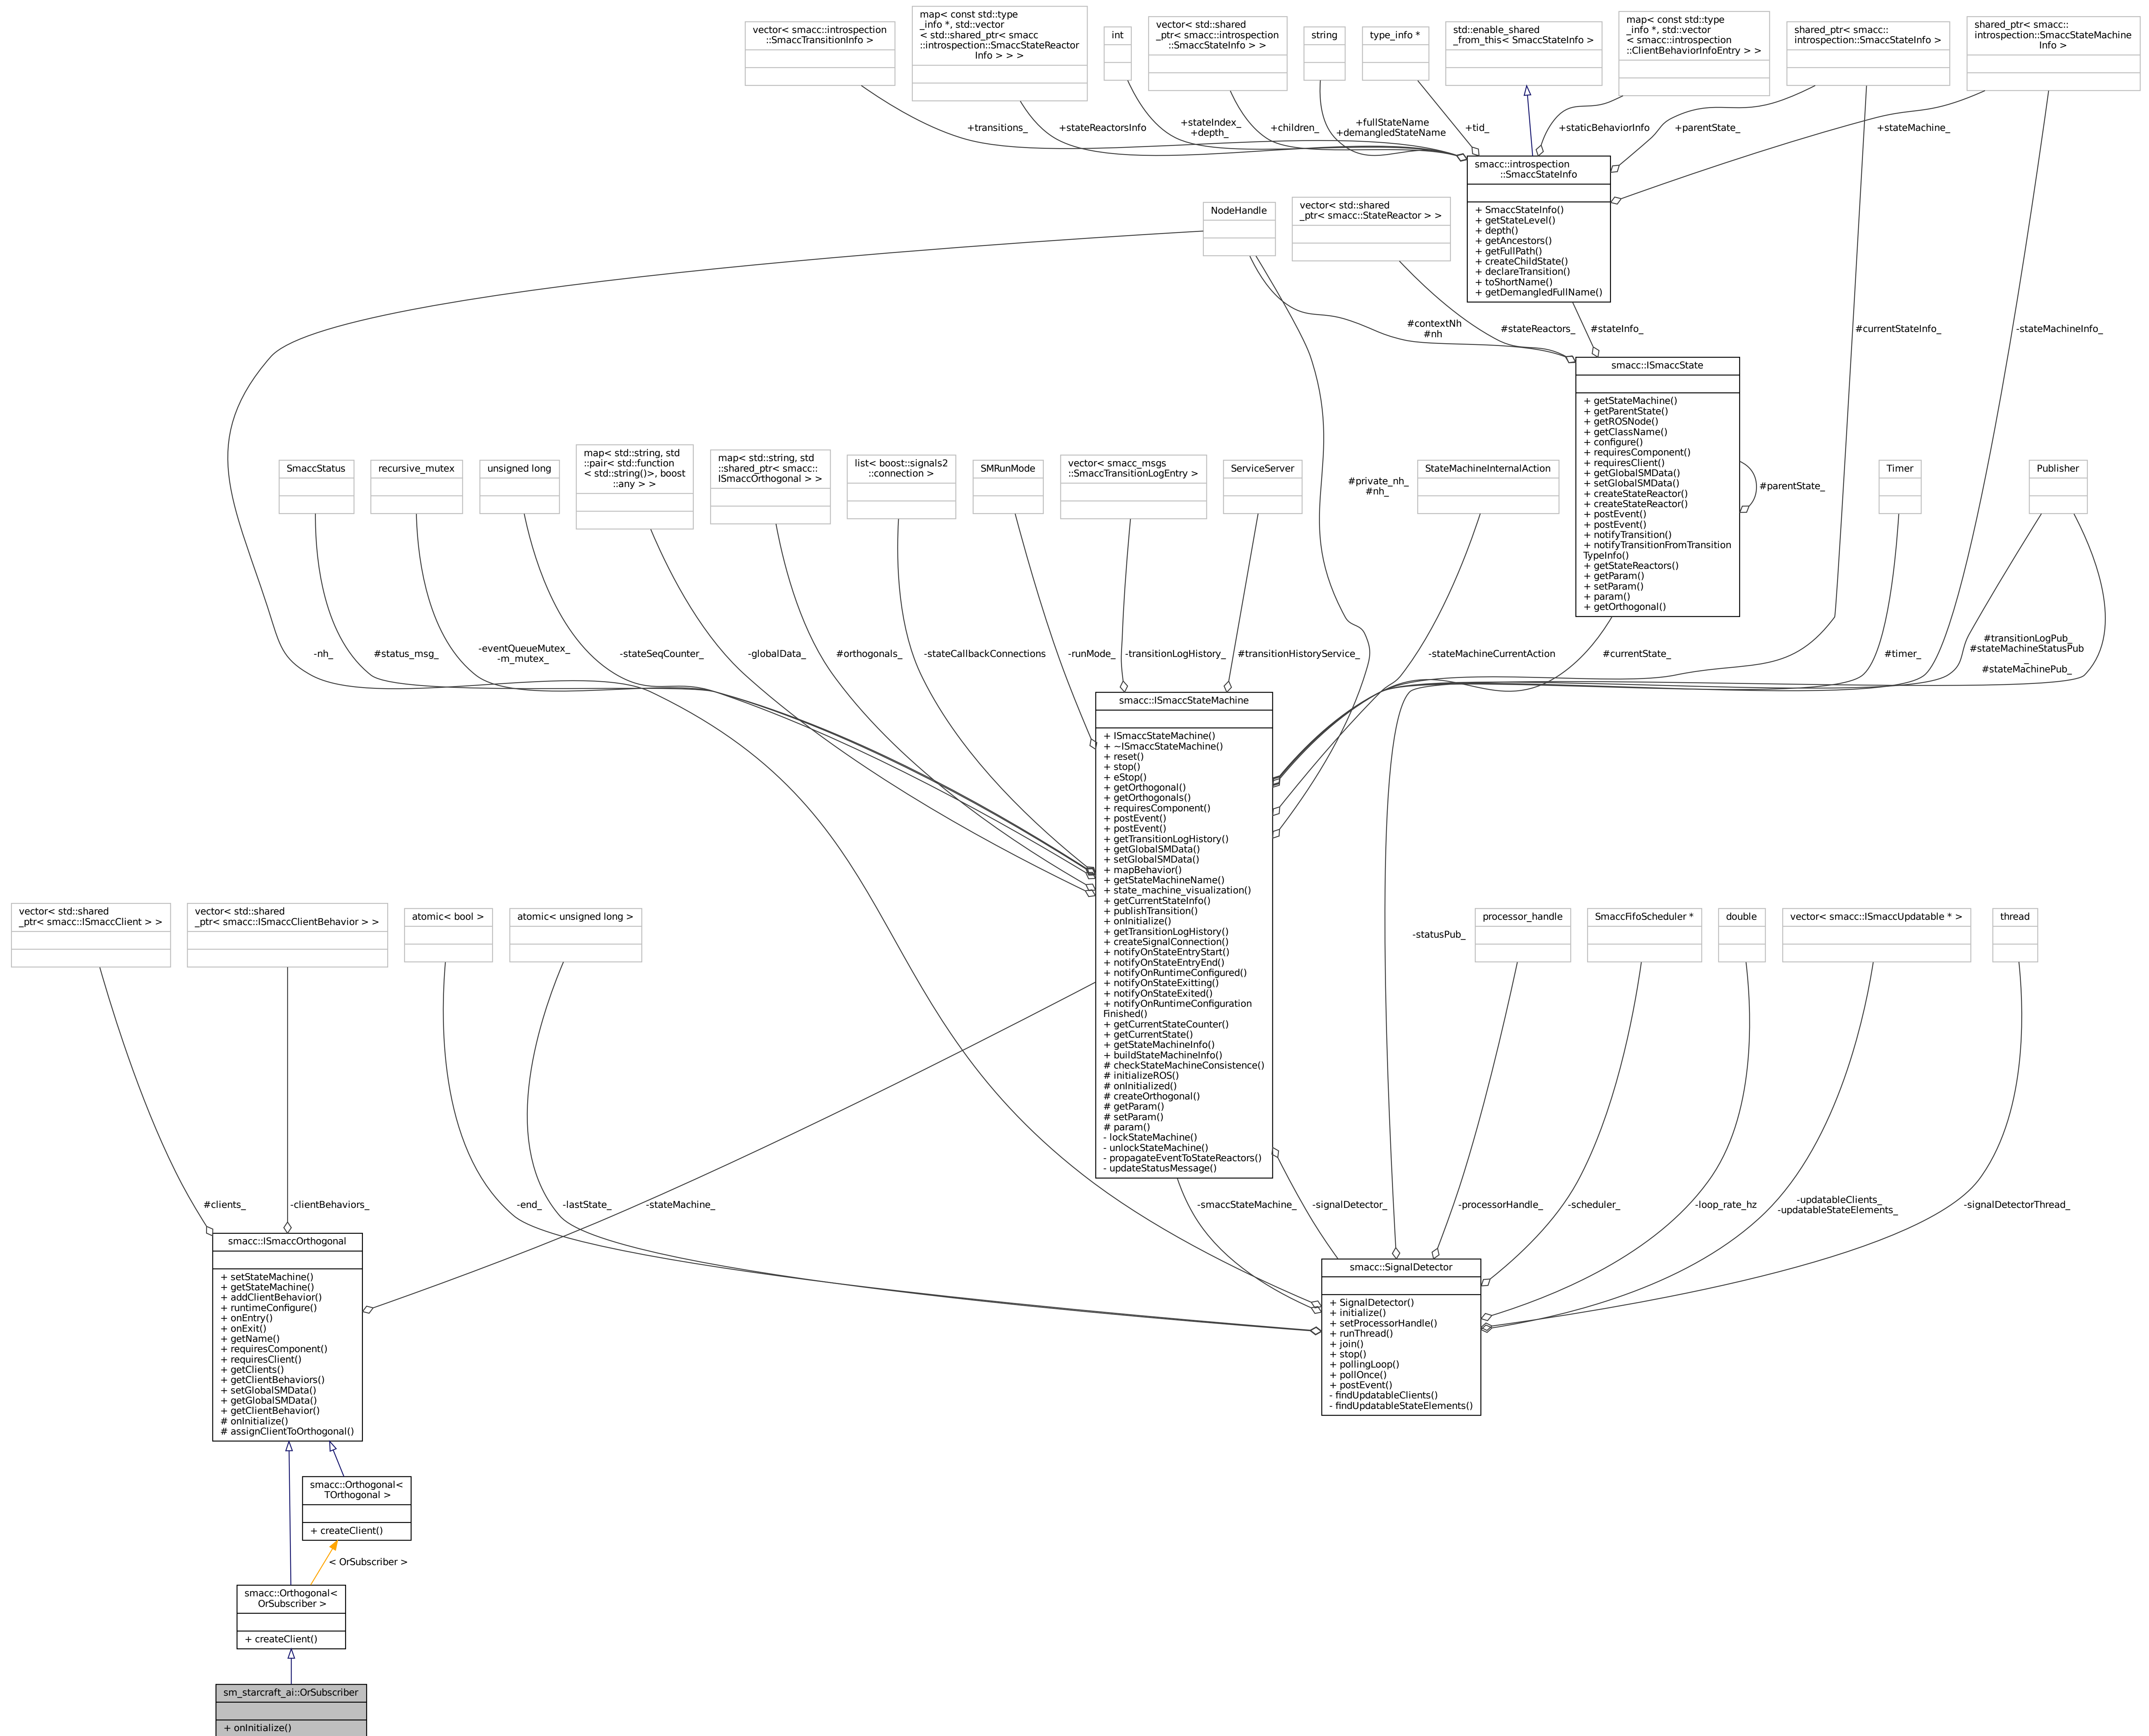 vector< smacc::introspection
::SmaccTransitionInfo >
map< const std::type
_info *, std::vector
< std::shared_ptr< smacc
::introspection::SmaccStateReactor
Info > > >
int
vector< std::shared
_ptr< smacc::introspection
::SmaccStateInfo > >
string
type_info *
std::enable_shared
_from_this< SmaccStateInfo >
map< const std::type
_info *, std::vector
< smacc::introspection
::ClientBehaviorInfoEntry > >
shared_ptr< smacc::
introspection::SmaccStateInfo >
shared_ptr< smacc::
introspection::SmaccStateMachine
Info >
+transitions_
+stateReactorsInfo
+stateIndex_
+depth_
+children_
+fullStateName
+demangledStateName
+tid_
+staticBehaviorInfo
+parentState_
+stateMachine_
smacc::introspection
::SmaccStateInfo
+ SmaccStateInfo()
+ getStateLevel()
+ depth()
+ getAncestors()
+ getFullPath()
+ createChildState()
+ declareTransition()
+ toShortName()
+ getDemangledFullName()
NodeHandle
vector< std::shared
_ptr< smacc::StateReactor > >
#contextNh
#nh
#stateReactors_
#stateInfo_
#currentStateInfo_
-stateMachineInfo_
smacc::ISmaccState
+ getStateMachine()
+ getParentState()
+ getROSNode()
+ getClassName()
+ configure()
+ requiresComponent()
+ requiresClient()
+ getGlobalSMData()
+ setGlobalSMData()
+ createStateReactor()
+ createStateReactor()
+ postEvent()
+ postEvent()
+ notifyTransition()
+ notifyTransitionFromTransition
TypeInfo()
+ getStateReactors()
+ getParam()
+ setParam()
+ param()
+ getOrthogonal()
#parentState_
SmaccStatus
recursive_mutex
unsigned long
map< std::string, std
::pair< std::function
< std::string()>, boost
::any > >
map< std::string, std
::shared_ptr< smacc::
ISmaccOrthogonal > >
list< boost::signals2
::connection >
SMRunMode
vector< smacc_msgs
::SmaccTransitionLogEntry >
ServiceServer
#private_nh_
#nh_
StateMachineInternalAction
Timer
Publisher
-nh_
#status_msg_
-eventQueueMutex_
-m_mutex_
-stateSeqCounter_
-globalData_
#orthogonals_
-stateCallbackConnections
-runMode_
-transitionLogHistory_
#transitionHistoryService_
-stateMachineCurrentAction
#currentState_
#timer_
#transitionLogPub_
#stateMachineStatusPub
_
#stateMachinePub_
smacc::ISmaccStateMachine
+ ISmaccStateMachine()
+ ~ISmaccStateMachine()
+ reset()
+ stop()
+ eStop()
+ getOrthogonal()
+ getOrthogonals()
+ requiresComponent()
+ postEvent()
+ postEvent()
+ getTransitionLogHistory()
+ getGlobalSMData()
+ setGlobalSMData()
+ mapBehavior()
+ getStateMachineName()
+ state_machine_visualization()
+ getCurrentStateInfo()
+ publishTransition()
+ onInitialize()
+ getTransitionLogHistory()
+ createSignalConnection()
+ notifyOnStateEntryStart()
+ notifyOnStateEntryEnd()
+ notifyOnRuntimeConfigured()
+ notifyOnStateExitting()
+ notifyOnStateExited()
+ notifyOnRuntimeConfiguration
Finished()
+ getCurrentStateCounter()
+ getCurrentState()
+ getStateMachineInfo()
+ buildStateMachineInfo()
# checkStateMachineConsistence()
# initializeROS()
# onInitialized()
# createOrthogonal()
# getParam()
# setParam()
# param()
- lockStateMachine()
- unlockStateMachine()
- propagateEventToStateReactors()
- updateStatusMessage()
vector< std::shared
_ptr< smacc::ISmaccClient > >
vector< std::shared
_ptr< smacc::ISmaccClientBehavior > >
atomic< bool >
atomic< unsigned long >
-statusPub_
processor_handle
SmaccFifoScheduler *
double
vector< smacc::ISmaccUpdatable * >
thread
#clients_
-clientBehaviors_
-end_
-lastState_
-stateMachine_
-smaccStateMachine_
-signalDetector_
-processorHandle_
-scheduler_
-loop_rate_hz
-updatableClients_
-updatableStateElements_
-signalDetectorThread_
smacc::ISmaccOrthogonal
+ setStateMachine()
+ getStateMachine()
+ addClientBehavior()
+ runtimeConfigure()
+ onEntry()
+ onExit()
+ getName()
+ requiresComponent()
+ requiresClient()
+ getClients()
+ getClientBehaviors()
+ setGlobalSMData()
+ getGlobalSMData()
+ getClientBehavior()
# onInitialize()
# assignClientToOrthogonal()
smacc::SignalDetector
+ SignalDetector()
+ initialize()
+ setProcessorHandle()
+ runThread()
+ join()
+ stop()
+ pollingLoop()
+ pollOnce()
+ postEvent()
- findUpdatableClients()
- findUpdatableStateElements()
smacc::Orthogonal<
TOrthogonal >
+ createClient()
< OrSubscriber >
smacc::Orthogonal<
OrSubscriber >
+ createClient()
sm_starcraft_ai::OrSubscriber
+ onInitialize()